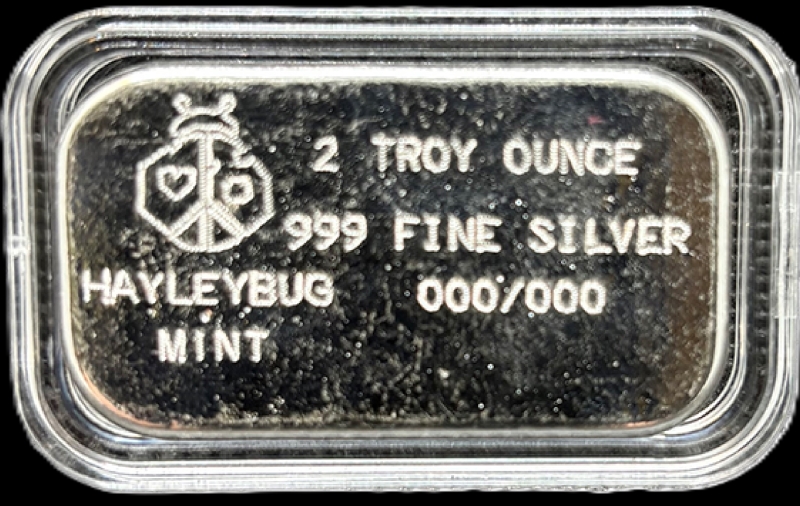 2 TROY OUNCE
999 FINE SILVER
HAYLEYBUG
MINT
000/000